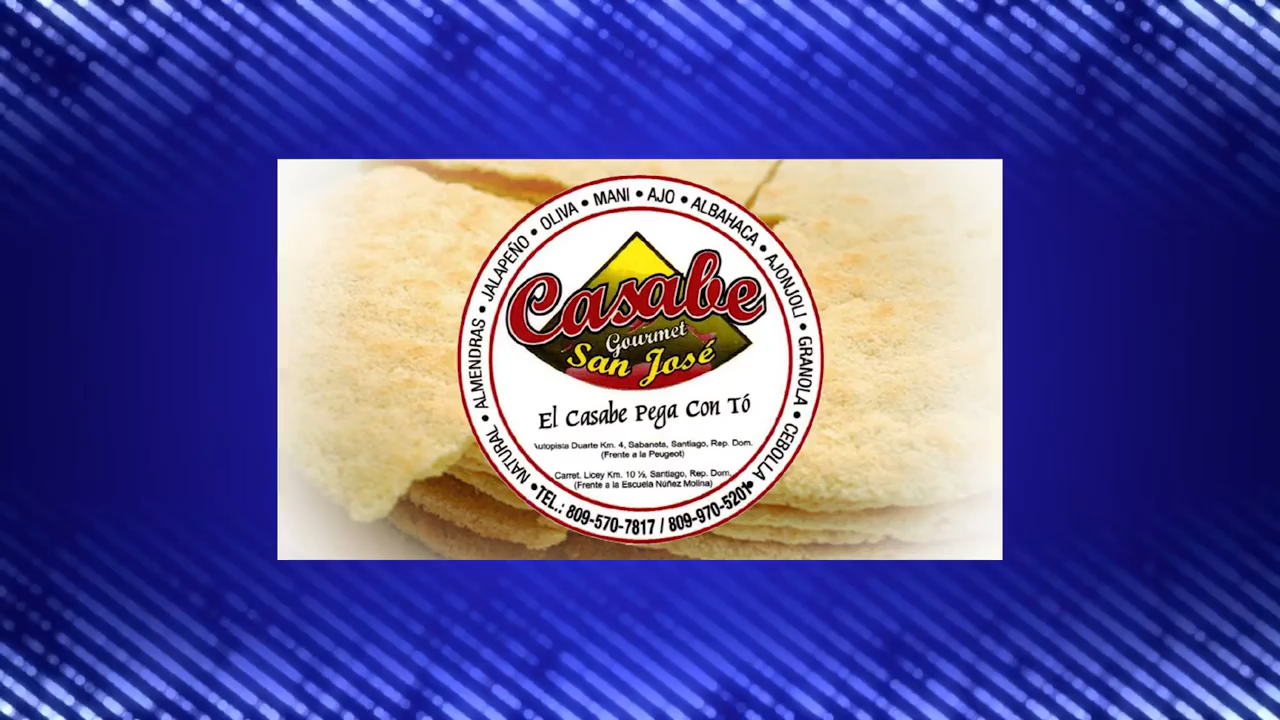 NATURAL • ALMENDRAS • JALAPEÑO • OLIVA • MANI • AJO • ALBAHACA • AJONJOLI • GRANOLA • CEBOLLA •
Casabe
Gourmet
San José
El Casabe Pega Con Tó
Autopista Duarte Km. 4, Sabaneta, Santiago, Rep. Dom.
(Frente a la Peugeot)
Carret. Licey Km. 10 ½, Santiago, Rep. Dom.
(Frente a la Escuela Núñez Molina)
•TEL.: 809-570-7817 / 809-970-5201•